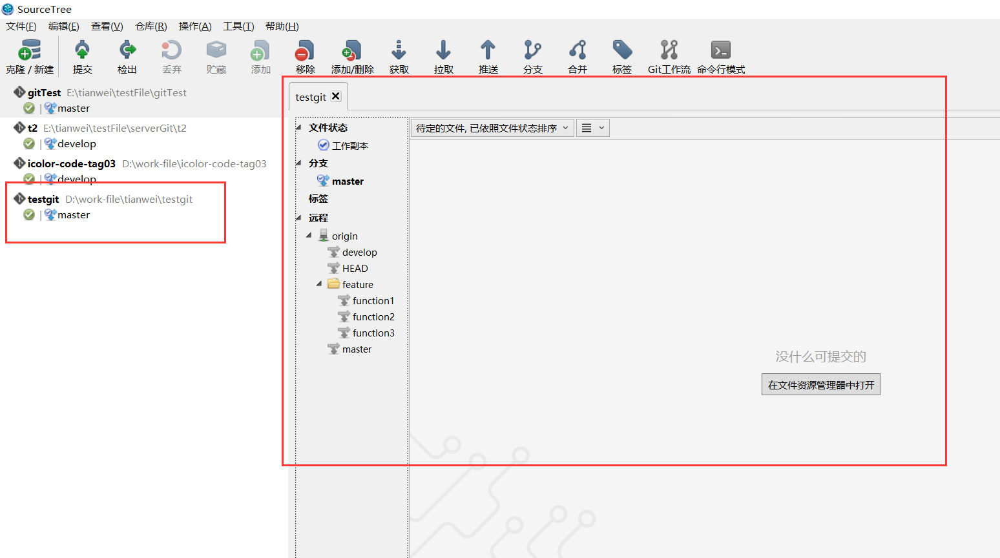 SourceTree
文件(F) 编辑(E) 查看(V) 仓库(R) 操作(A) 工具(T) 帮助(H)
克隆 / 新建 提交 检出 丢弃 贮藏 添加 移除 添加/删除 获取 拉取 推送 分支 合并 标签 Git工作流 命令行模式
gitTest E:\tianwei\testFile\gitTest
master
t2 E:\tianwei\testFile\serverGit\t2
develop
icolor-code-tag03 D:\work-file\icolor-code-tag03
develop
testgit D:\work-file\tianwei\testgit
master
testgit
文件状态
工作副本
分支
master
标签
远程
origin
develop
HEAD
feature
function1
function2
function3
master
待定的文件, 已依照文件状态排序
没什么可提交的
在文件资源管理器中打开